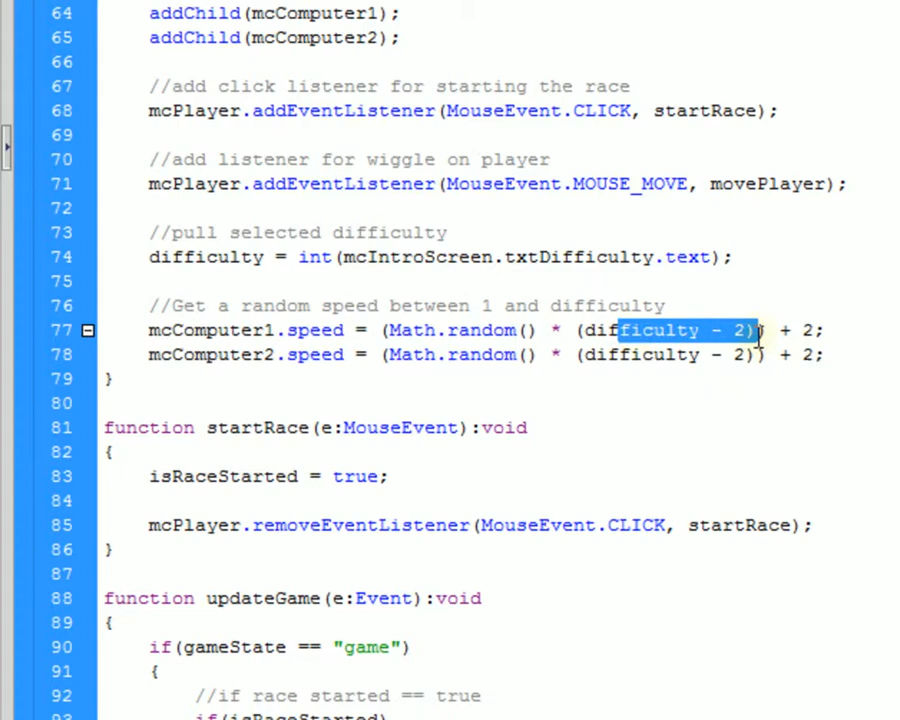 64 addChild(mcComputer1);
65 addChild(mcComputer2);
66
67 //add click listener for starting the race
68 mcPlayer.addEventListener(MouseEvent.CLICK, startRace);
69
70 //add listener for wiggle on player
71 mcPlayer.addEventListener(MouseEvent.MOUSE_MOVE, movePlayer);
72
73 //pull selected difficulty
74 difficulty = int(mcIntroScreen.txtDifficulty.text);
75
76 //Get a random speed between 1 and difficulty
77 mcComputer1.speed = (Math.random() * (difficulty - 2)) + 2;
78 mcComputer2.speed = (Math.random() * (difficulty - 2)) + 2;
79 }
80
81 function startRace(e:MouseEvent):void
82 {
83 isRaceStarted = true;
84
85 mcPlayer.removeEventListener(MouseEvent.CLICK, startRace);
86 }
87
88 function updateGame(e:Event):void
89 {
90 if(gameState == "game")
91 {
92 //if race started == true
93 if(isRaceStarted)